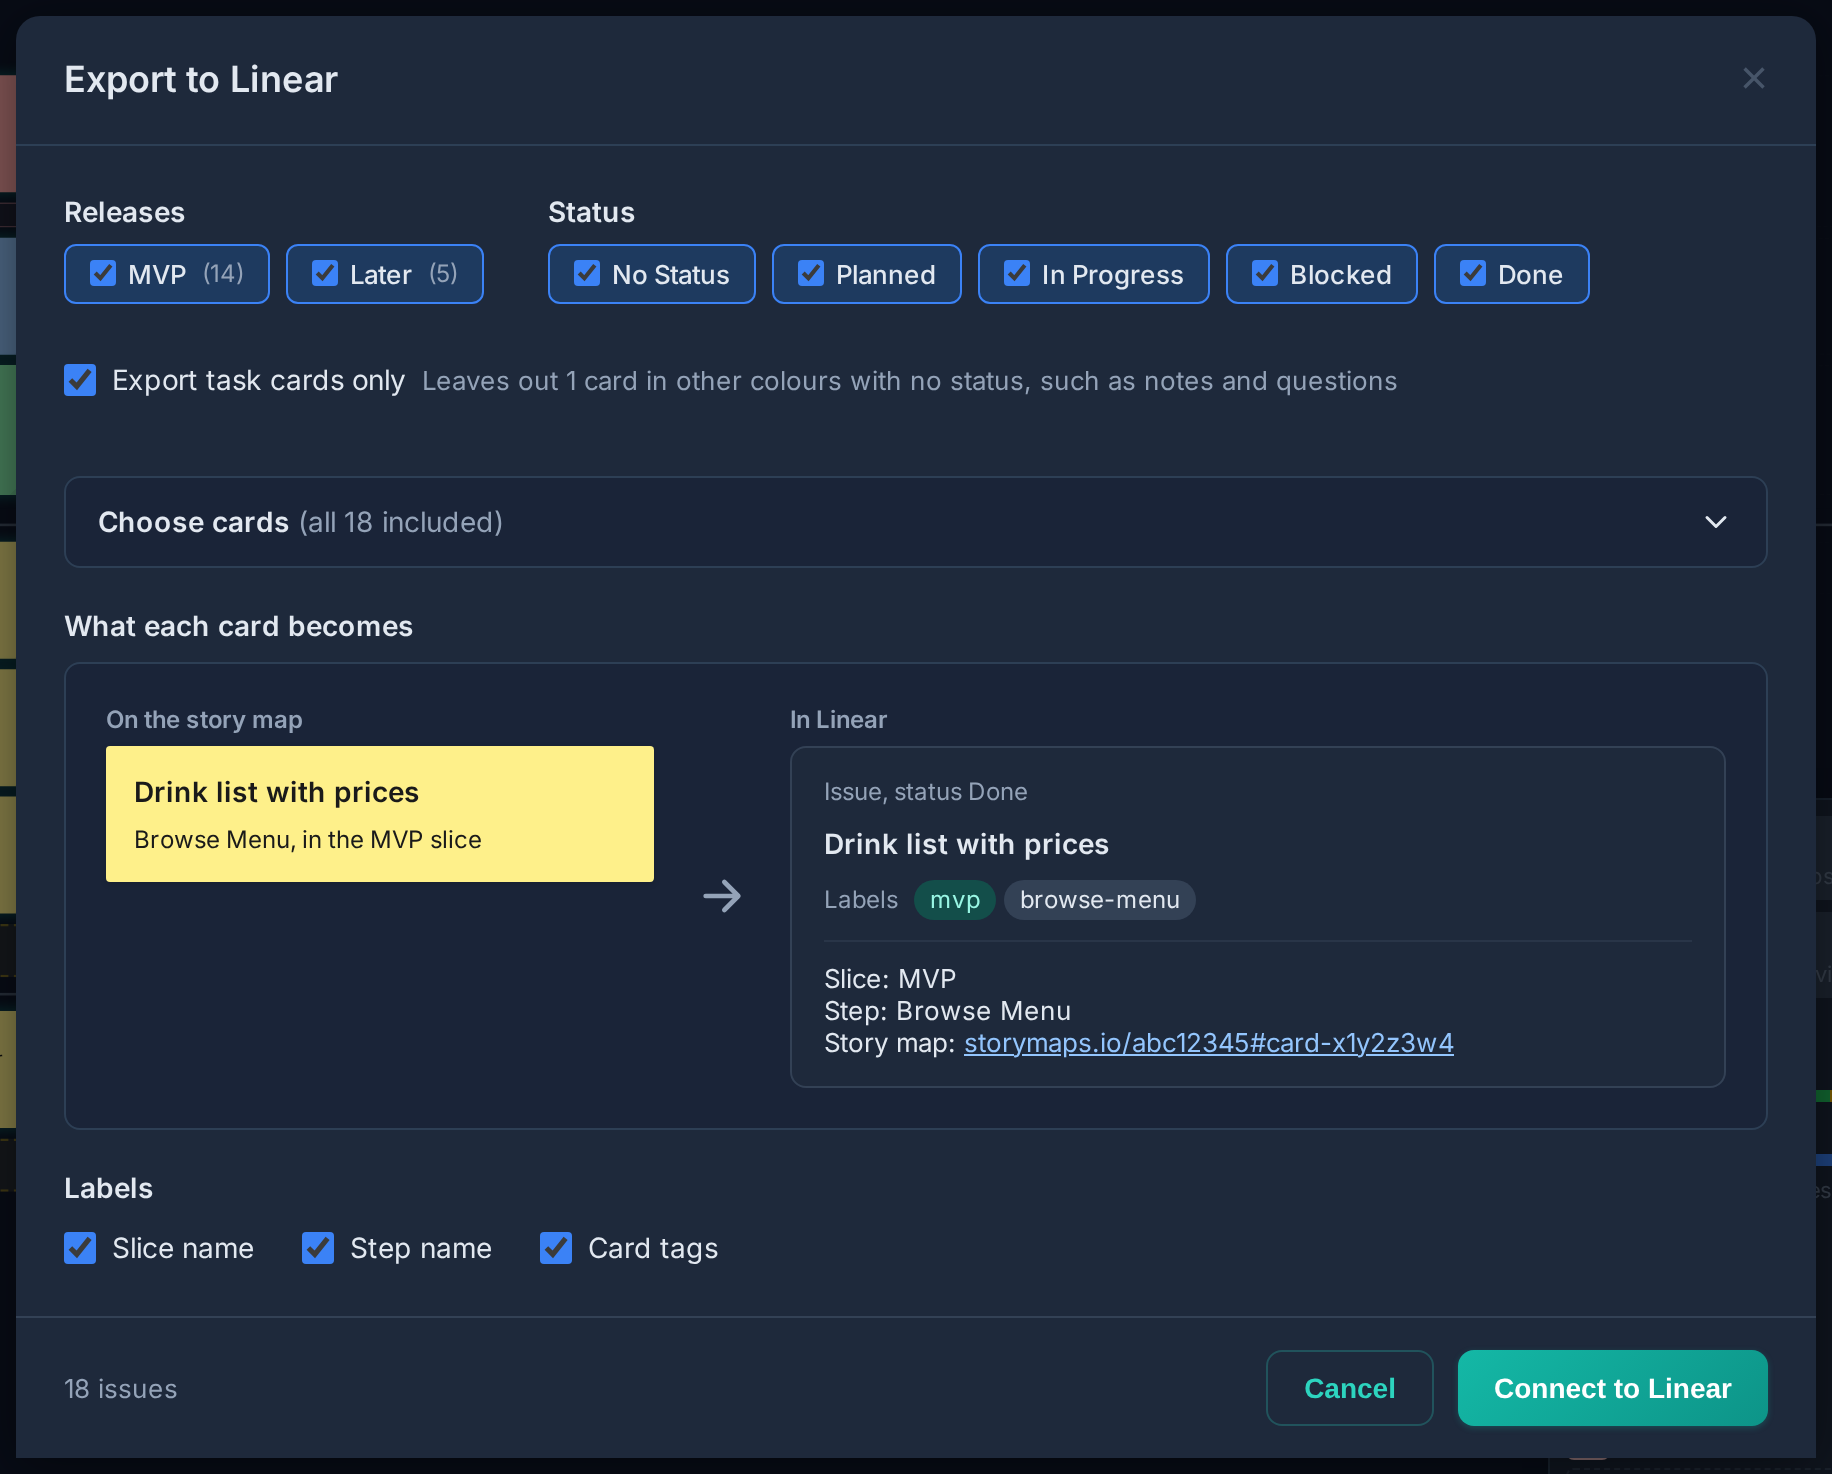 Export to Linear
Releases
Status
MVP (14)
Later (5)
No Status
Planned
In Progress
Blocked
Done
Export task cards only Leaves out 1 card in other colours with no status, such as notes and questions
Choose cards (all 18 included)
What each card becomes
On the story map
Drink list with prices
Browse Menu, in the MVP slice
In Linear
Issue, status Done
Drink list with prices
Labels mvp browse-menu
Slice: MVP
Step: Browse Menu
Story map: storymaps.io/abc12345#card-x1y2z3w4
Labels
Slice name
Step name
Card tags
18 issues
Cancel
Connect to Linear